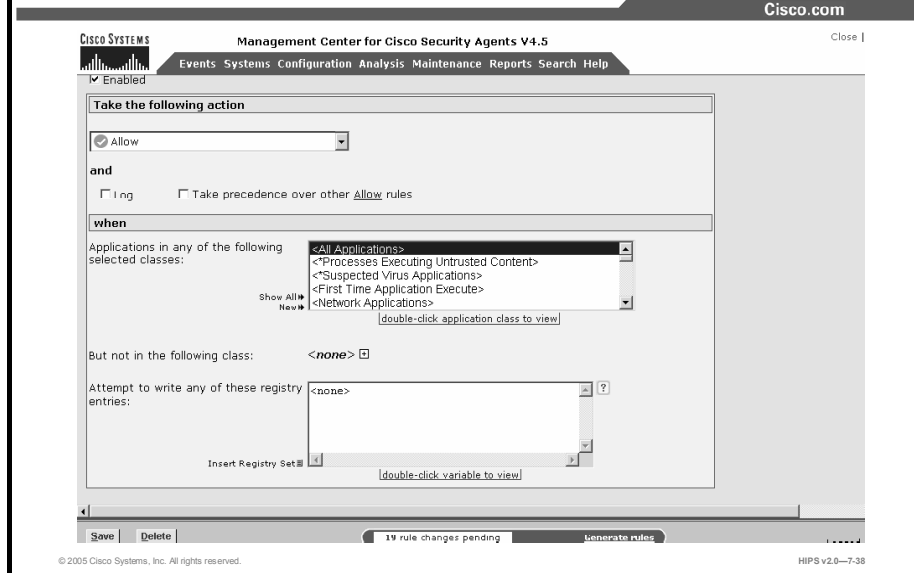 Cisco.com
CISCO SYSTEMS
Management Center for Cisco Security Agents V4.5
Close |
Events Systems Configuration Analysis Maintenance Reports Search Help
Enabled
Take the following action
Allow
and
Log
Take precedence over other Allow rules
when
Applications in any of the following
selected classes:
<All Applications>
<*Processes Executing Untrusted Content>
<*Suspected Virus Applications>
<First Time Application Execute>
<Network Applications>
Show All
New
double-click application class to view
But not in the following class:
<none>
Attempt to write any of these registry
entries:
<none>
?
Insert Registry Set
double-click variable to view
Save
Delete
19 rule changes pending
Generate rules
© 2005 Cisco Systems, Inc. All rights reserved.
HIPS v2.0—7-38